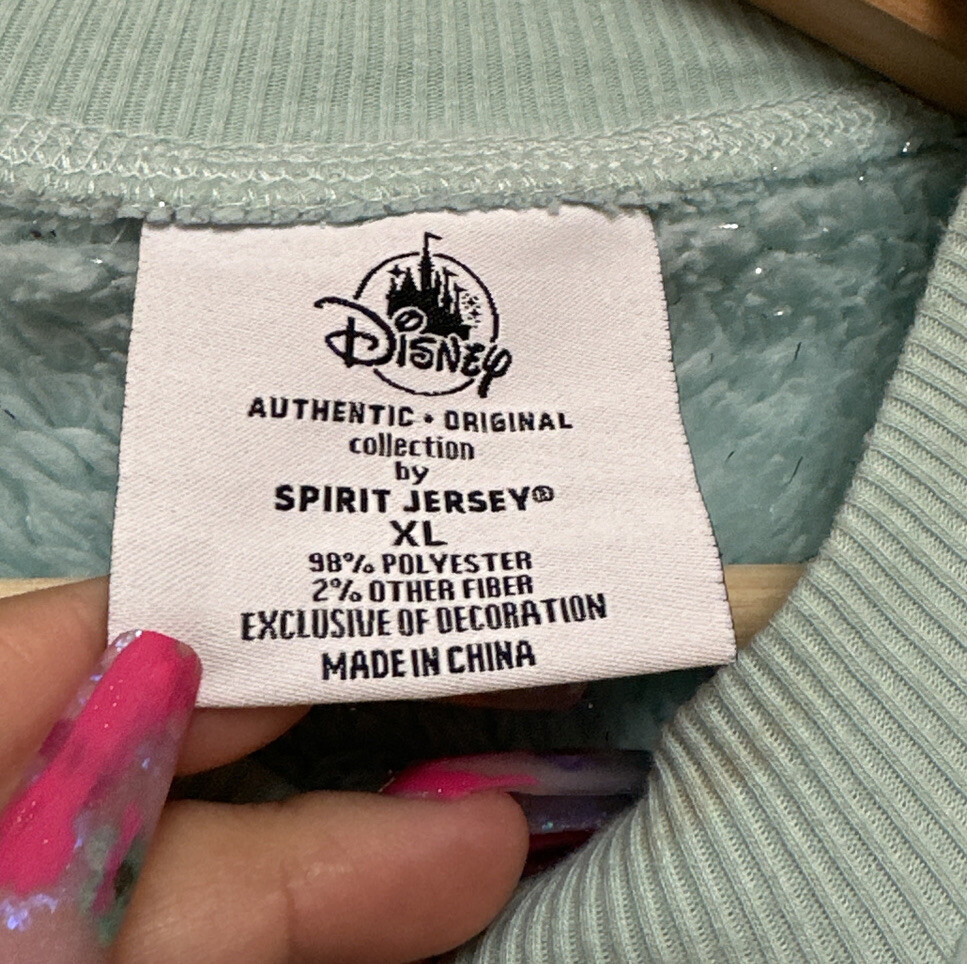 Disney
AUTHENTIC • ORIGINAL
collection
by
SPIRIT JERSEY®
XL
98% POLYESTER
2% OTHER FIBER
EXCLUSIVE OF DECORATION
MADE IN CHINA